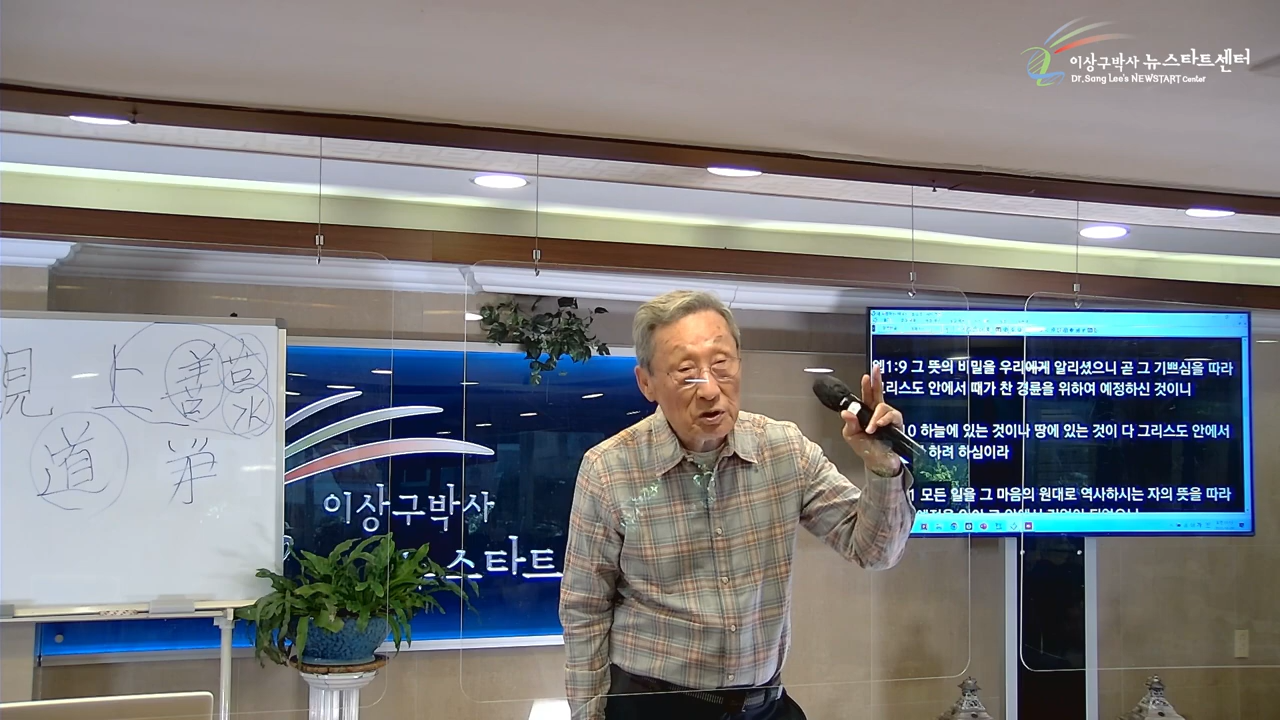 이상구박사 뉴스타트센터
Dr. Sang Lee's NEWSTART Center
上 善 水
道
이상구박사
스타트
1:9 그 뜻의 비밀을 우리에게 알리셨으니 곧 그 기쁘심을 따라
그리스도 안에서 때가 찬 경륜을 위하여 예정하신 것이니
0 하늘에 있는 것이나 땅에 있는 것이 다 그리스도 안에서
하려 하심이라
1 모든 일을 그 마음의 원대로 역사하시는 자의 뜻을 따라